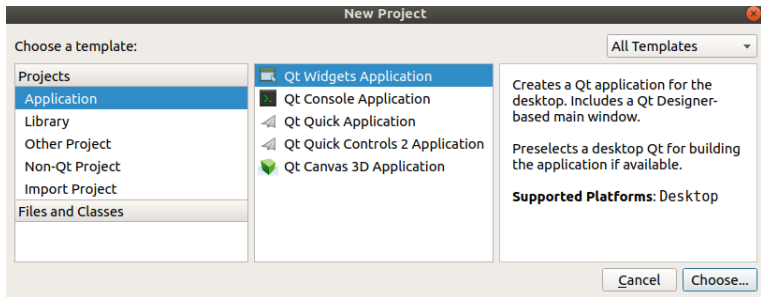 New Project
Choose a template:
All Templates
Projects
Application
Library
Other Project
Non-Qt Project
Import Project
Files and Classes
Qt Widgets Application
Qt Console Application
Qt Quick Application
Qt Quick Controls 2 Application
Qt Canvas 3D Application
Creates a Qt application for the
desktop. Includes a Qt Designer-
based main window.
Preselects a desktop Qt for building
the application if available.
Supported Platforms: Desktop
Cancel
Choose...